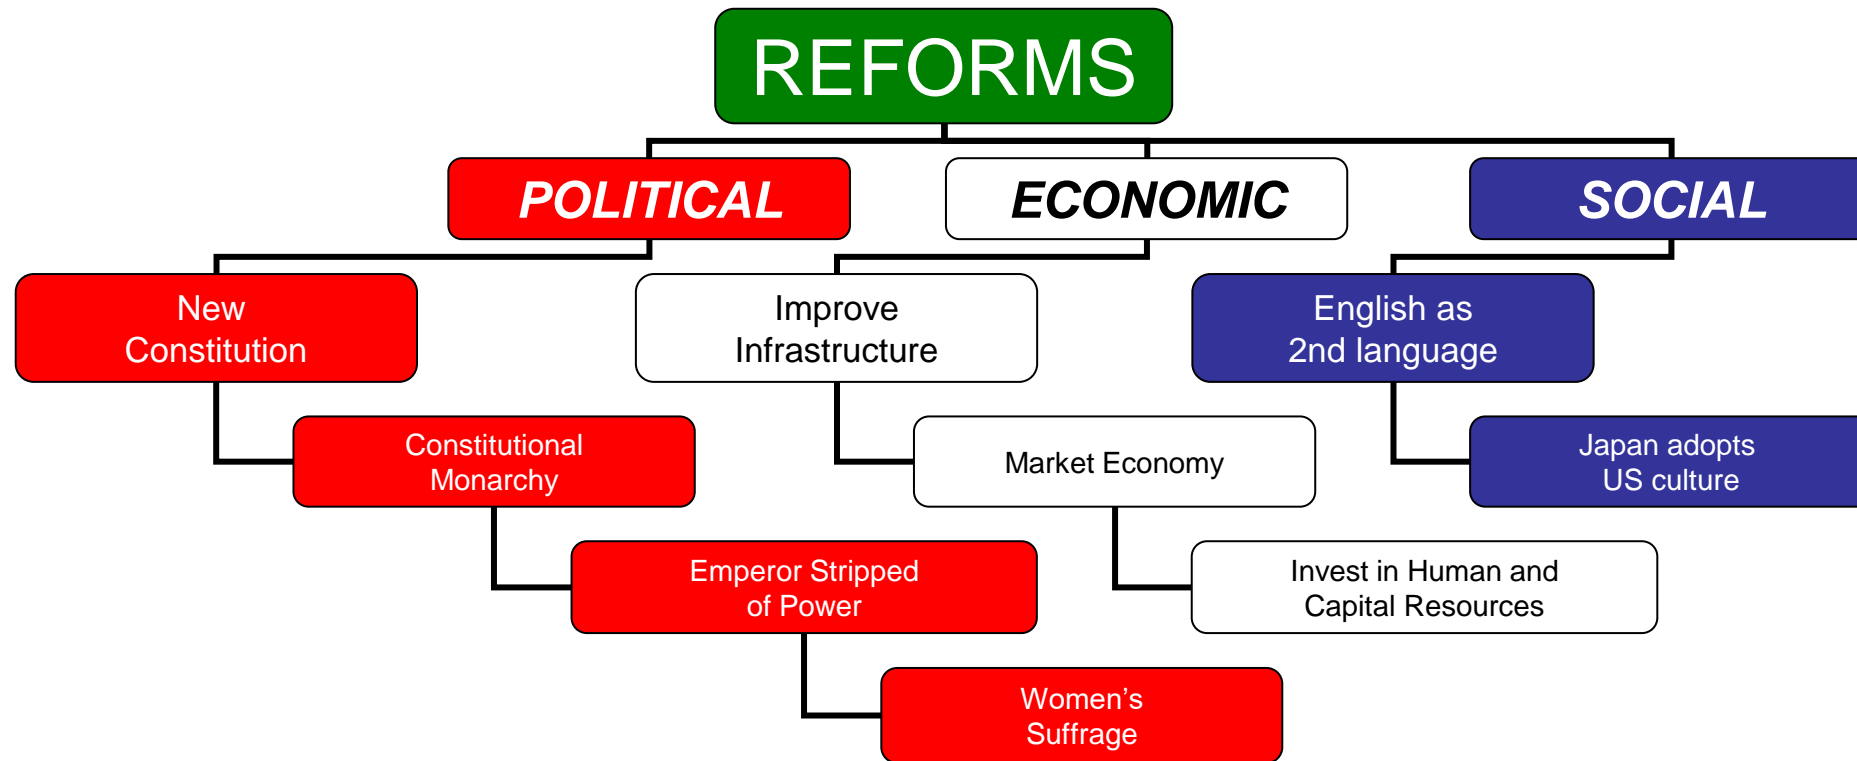 REFORMS
POLITICAL
ECONOMIC
SOCIAL
New
Constitution
Improve
Infrastructure
English as
2nd language
Constitutional
Monarchy
Market Economy
Japan adopts
US culture
Emperor Stripped
of Power
Invest in Human and
Capital Resources
Women’s
Suffrage